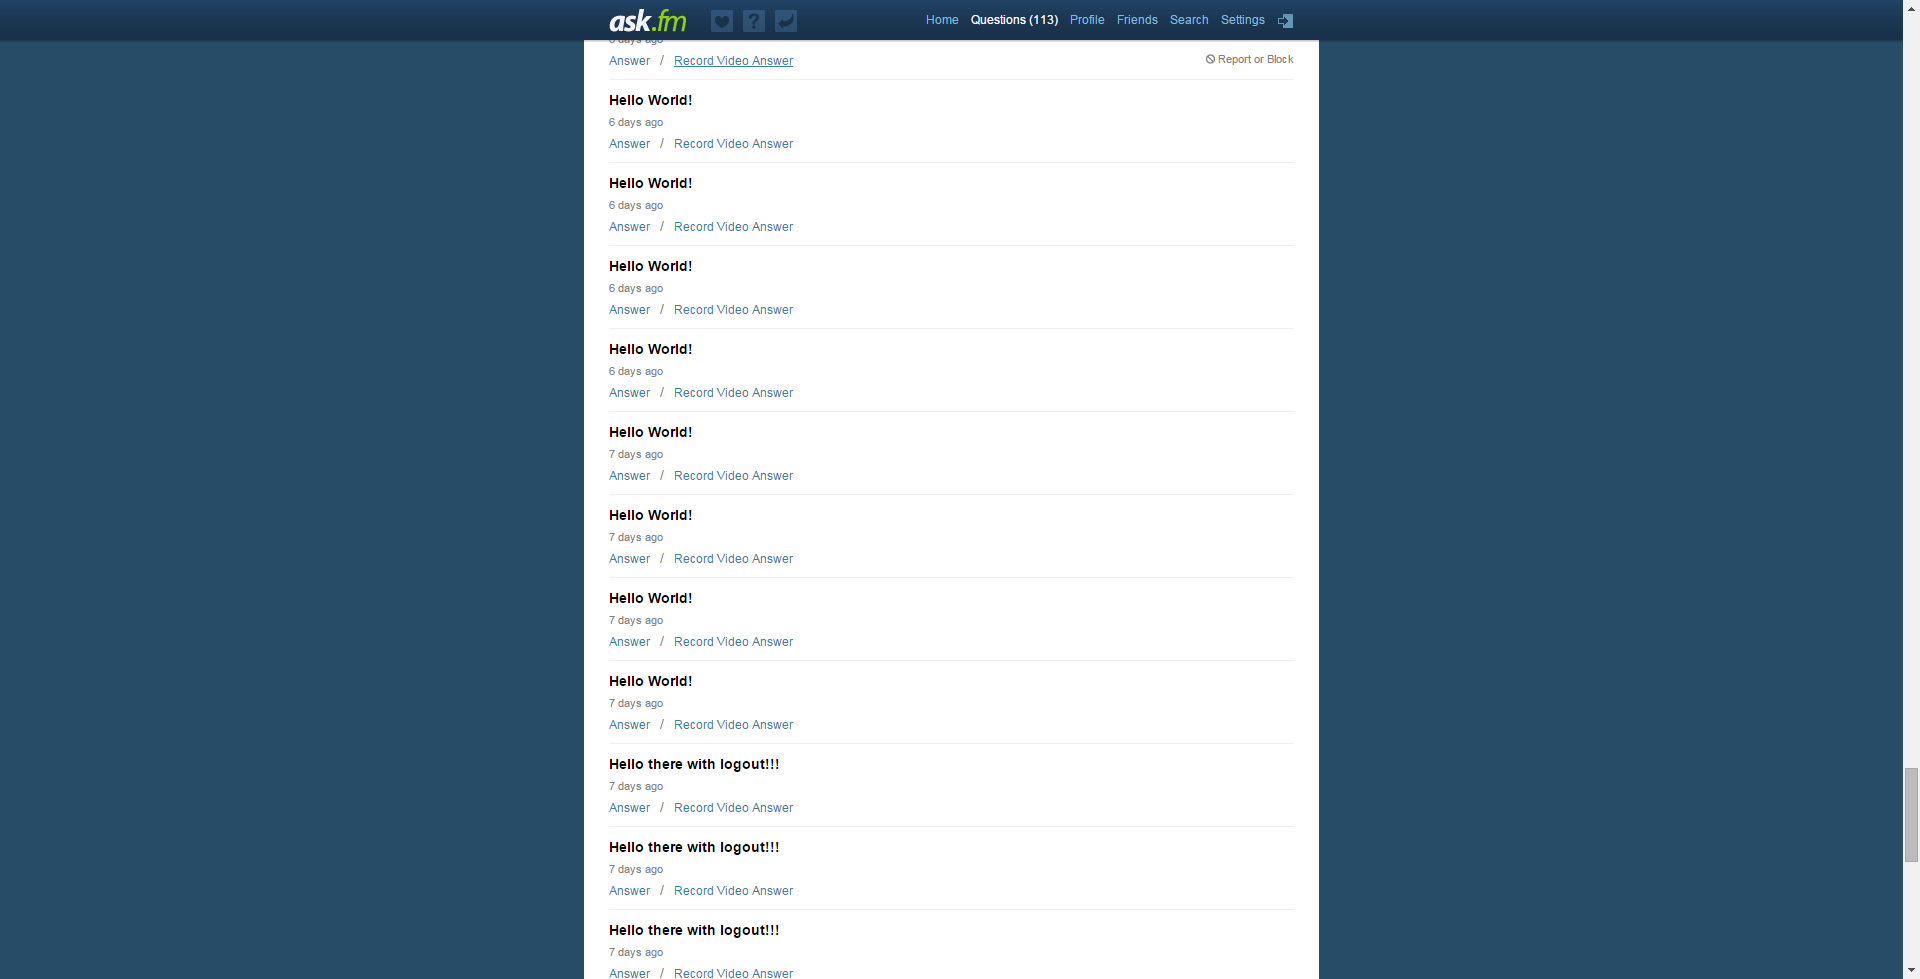 ask.fm
Home Questions (113) Profile Friends Search Settings
6 days ago
Answer / Record Video Answer Report or Block
Hello World!
6 days ago
Answer / Record Video Answer
Hello World!
6 days ago
Answer / Record Video Answer
Hello World!
6 days ago
Answer / Record Video Answer
Hello World!
6 days ago
Answer / Record Video Answer
Hello World!
7 days ago
Answer / Record Video Answer
Hello World!
7 days ago
Answer / Record Video Answer
Hello World!
7 days ago
Answer / Record Video Answer
Hello World!
7 days ago
Answer / Record Video Answer
Hello there with logout!!!
7 days ago
Answer / Record Video Answer
Hello there with logout!!!
7 days ago
Answer / Record Video Answer
Hello there with logout!!!
7 days ago
Answer / Record Video Answer